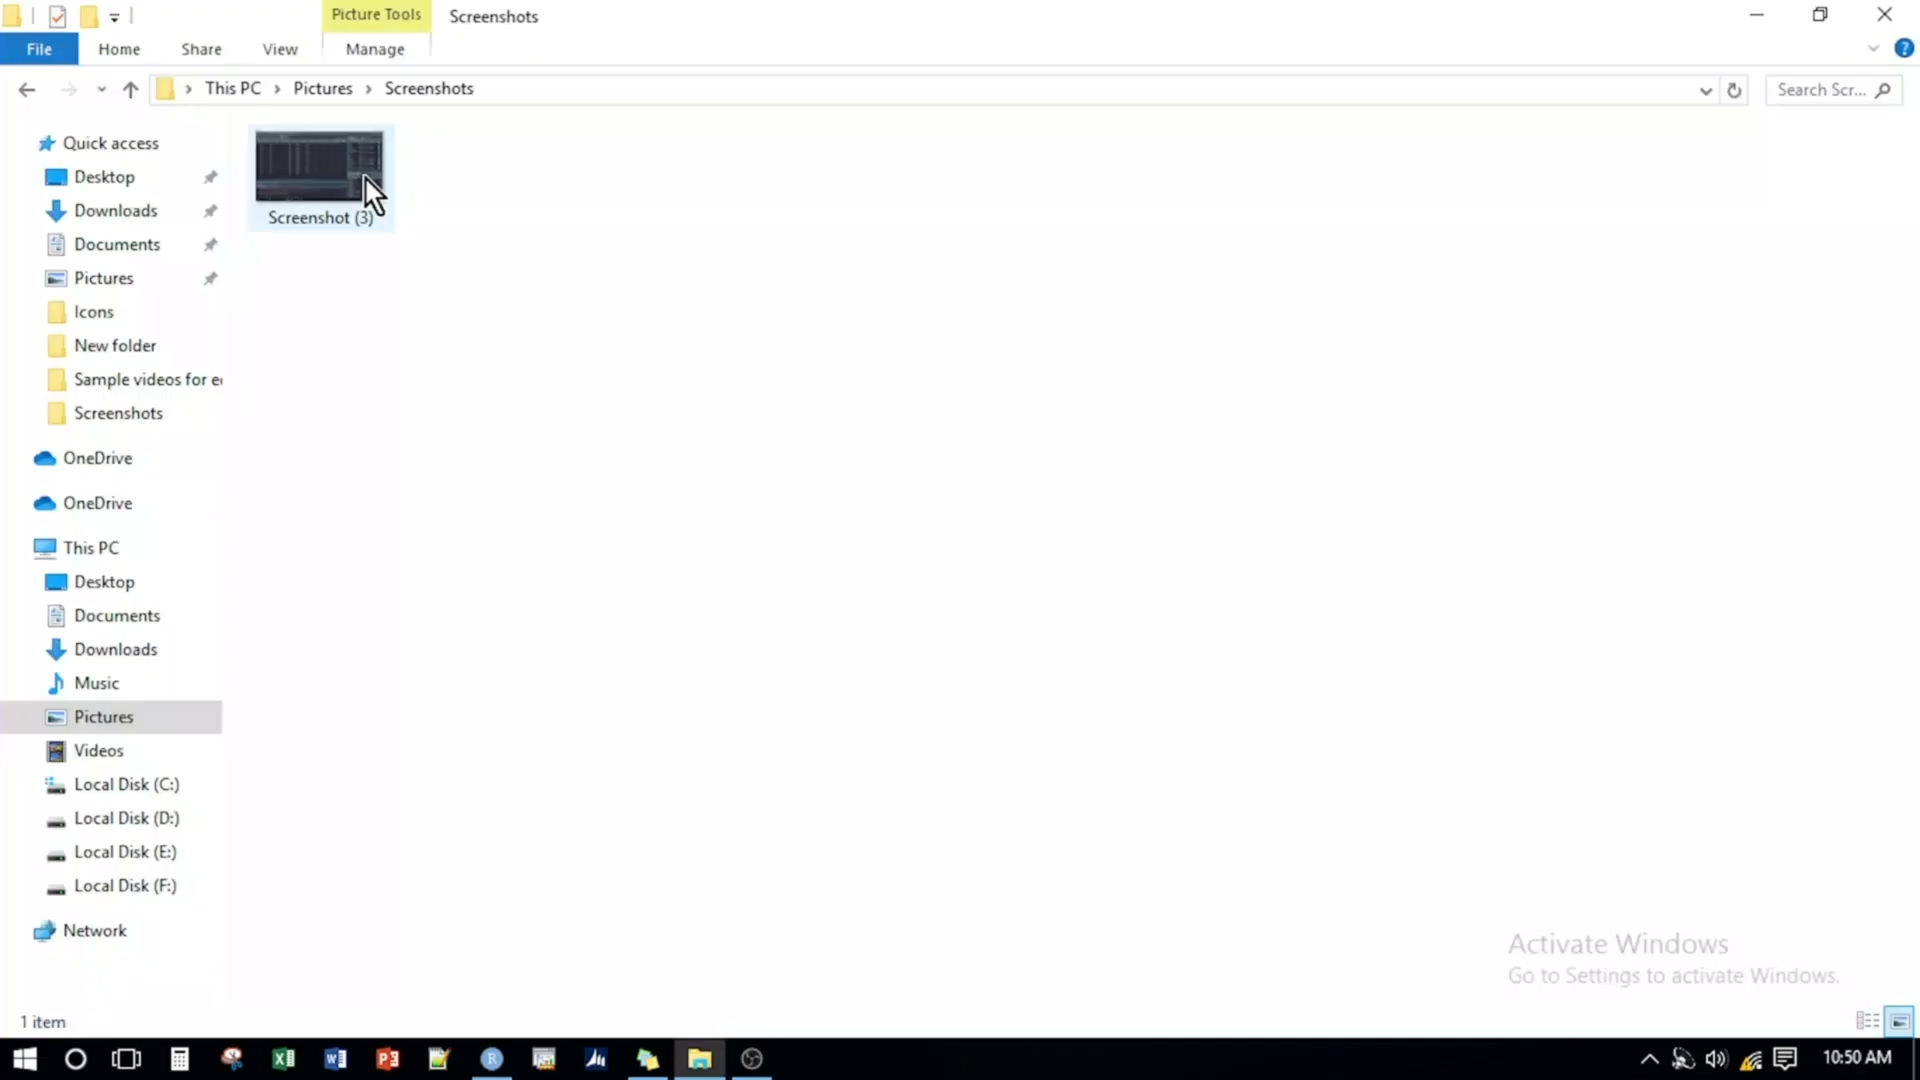 Picture Tools
Screenshots
File
Home
Share
View
Manage
This PC
Pictures
Screenshots
Search Scr...
Quick access
Desktop
Downloads
Documents
Pictures
Icons
New folder
Sample videos for e
Screenshots
OneDrive
OneDrive
This PC
Desktop
Documents
Downloads
Music
Pictures
Videos
Local Disk (C:)
Local Disk (D:)
Local Disk (E:)
Local Disk (F:)
Network
Screenshot (3)
Activate Windows
Go to Settings to activate Windows.
1 item
10:50 AM